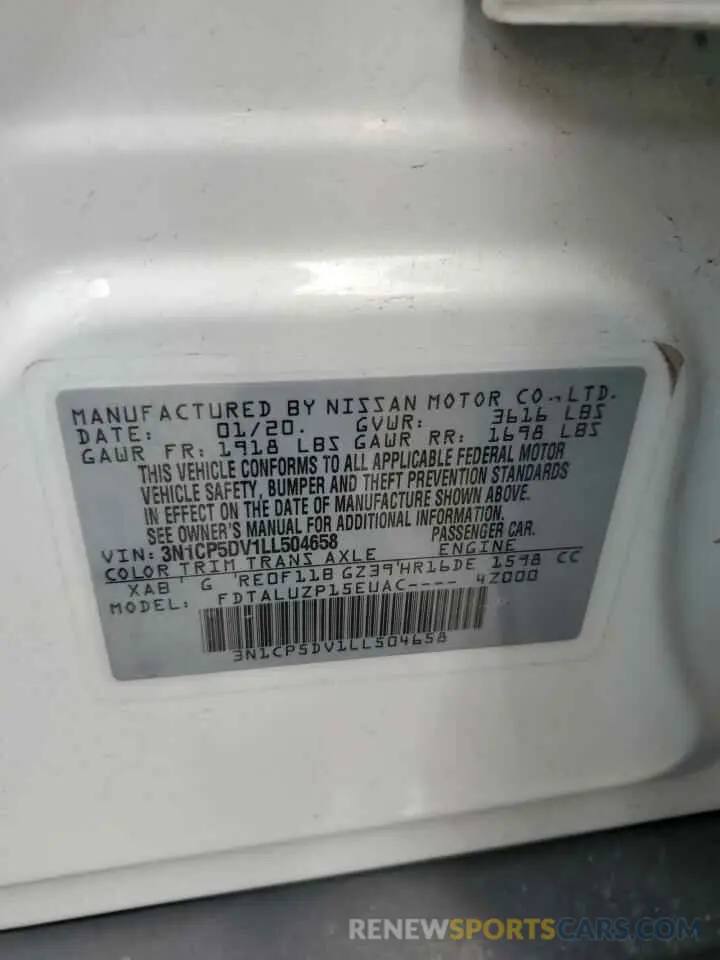 MANUFACTURED BY NISSAN MOTOR CO., LTD.
DATE: 01/20. GVWR: 3616 LBS
GAWR FR: 1918 LBS GAWR RR: 1698 LBS
THIS VEHICLE CONFORMS TO ALL APPLICABLE FEDERAL MOTOR
VEHICLE SAFETY, BUMPER AND THEFT PREVENTION STANDARDS
IN EFFECT ON THE DATE OF MANUFACTURE SHOWN ABOVE.
SEE OWNER'S MANUAL FOR ADDITIONAL INFORMATION.
VIN: 3N1CP5DV1LL504658 PASSENGER CAR.
COLOR TRIM TRANS AXLE ENGINE
XAB G RE0F11B GZ39 HR16DE 1598 CC
MODEL: FDTALUZP15EUAC---- 4Z000
3N1CP5DV1LL504658
RENEWSPORTSCARS.COM